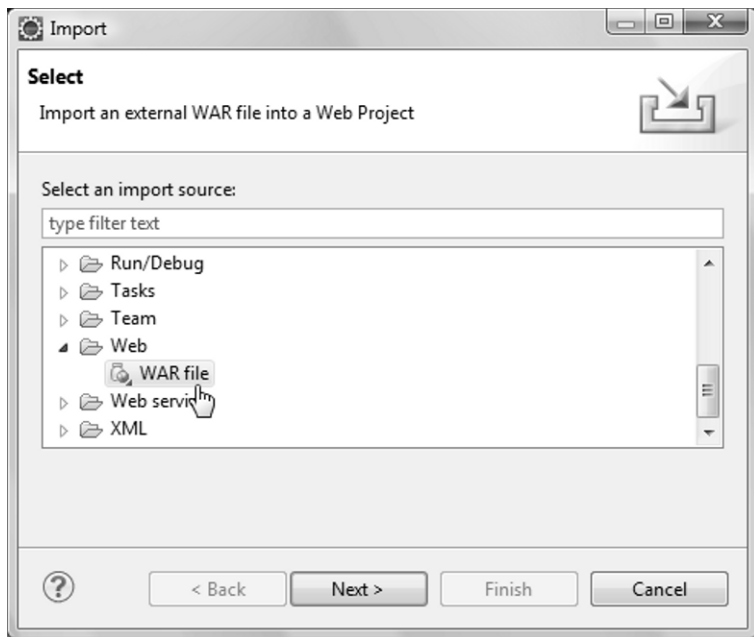 Import
Select
Import an external WAR file into a Web Project
Select an import source:
type filter text
Run/Debug
Tasks
Team
Web
WAR file
Web servi
XML
?
< Back
Next >
Finish
Cancel